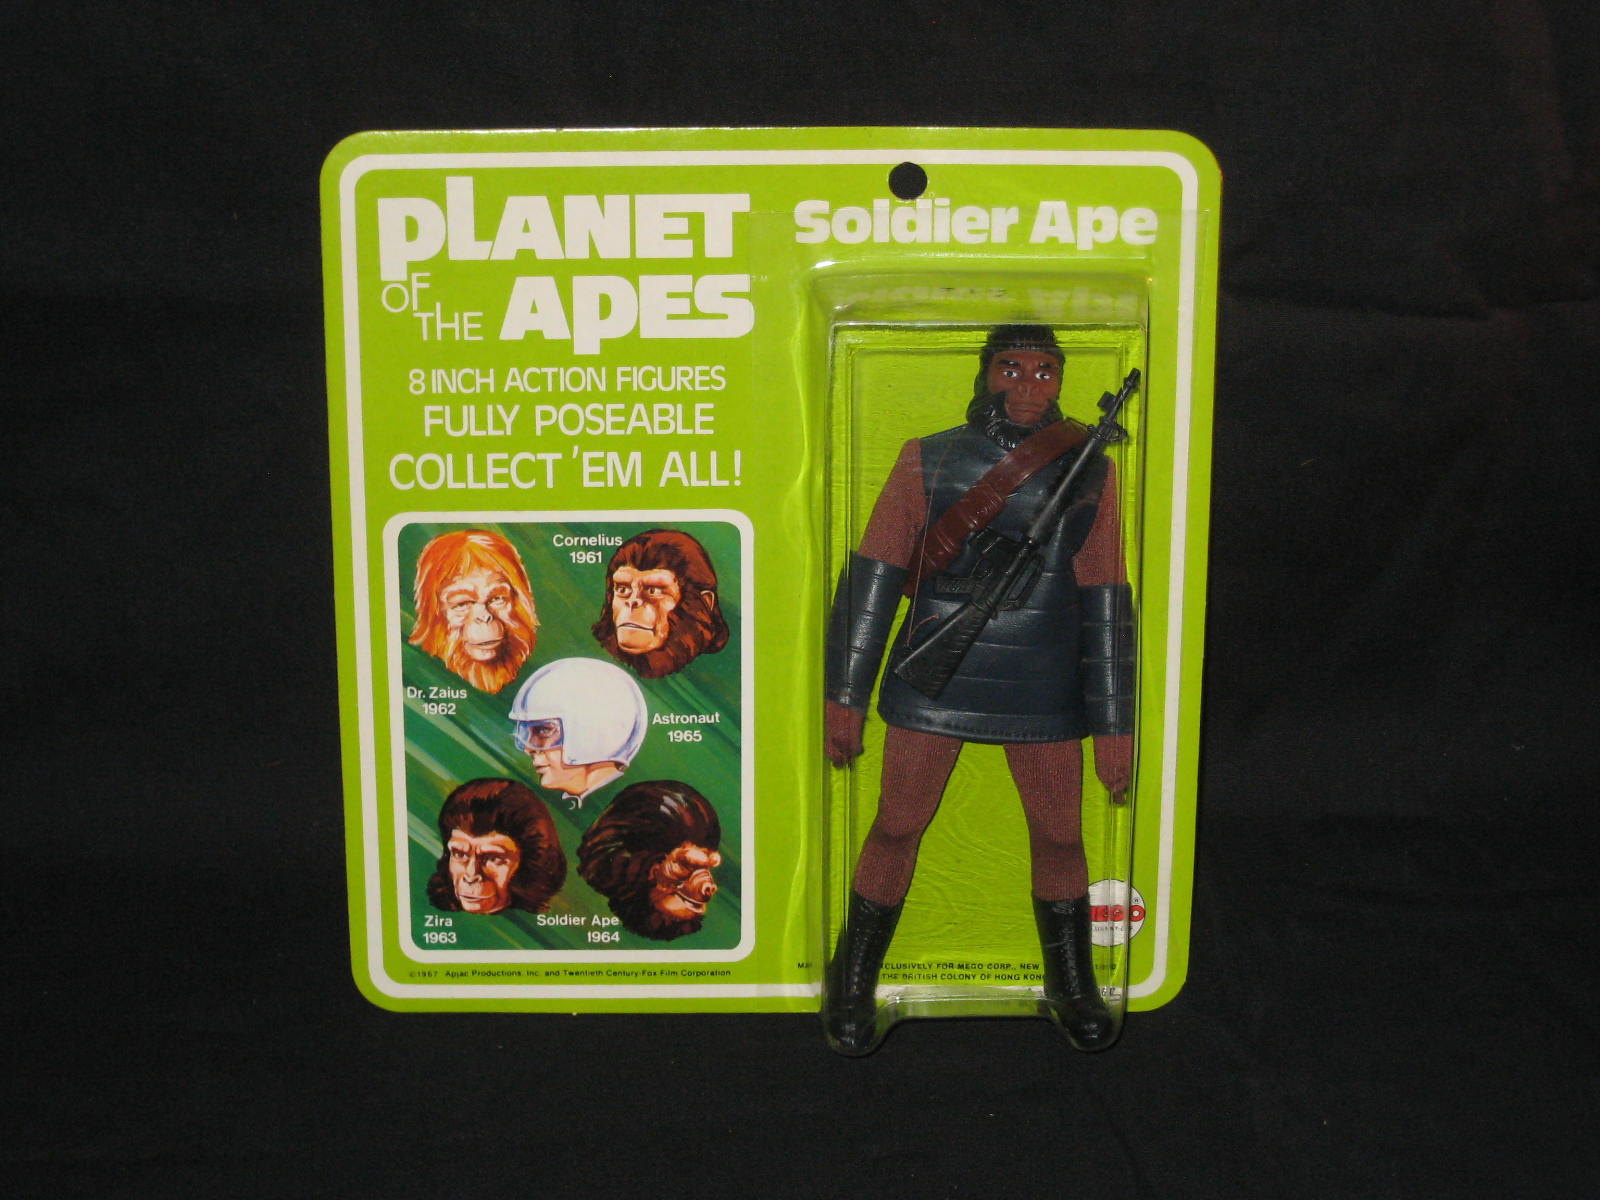 PLANET
OF THE APES
8 INCH ACTION FIGURES
FULLY POSEABLE
COLLECT 'EM ALL!
Cornelius
1961
Dr. Zaius
1962
Astronaut
1965
Zira
1963
Soldier Ape
1964
©1967 Apjac Productions, Inc. and Twentieth Century-Fox Film Corporation
Soldier Ape
FOR MEGO CORP., NEW
THE BRITISH COLONY OF HONG KONG